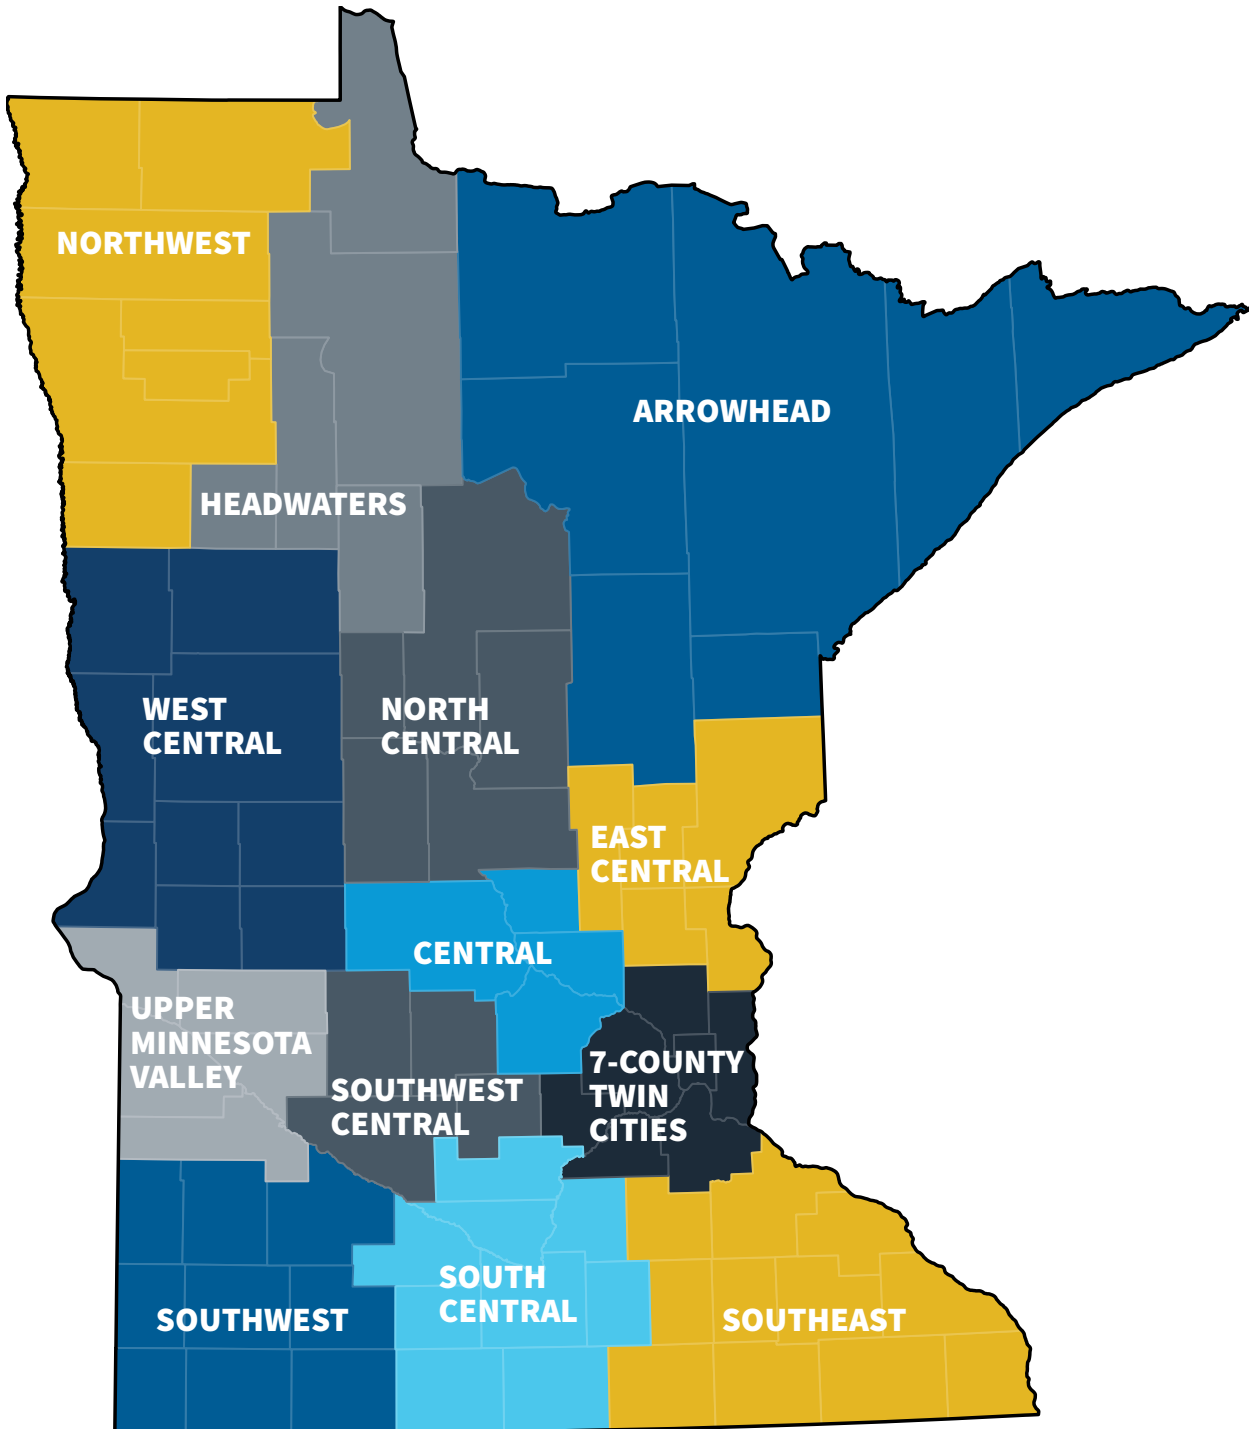 NORTHWEST
ARROWHEAD
HEADWATERS
WEST
CENTRAL
NORTH
CENTRAL
EAST
CENTRAL
CENTRAL
UPPER
MINNESOTA
VALLEY
SOUTHWEST
CENTRAL
7-COUNTY
TWIN
CITIES
SOUTH
CENTRAL
SOUTHWEST
SOUTHEAST